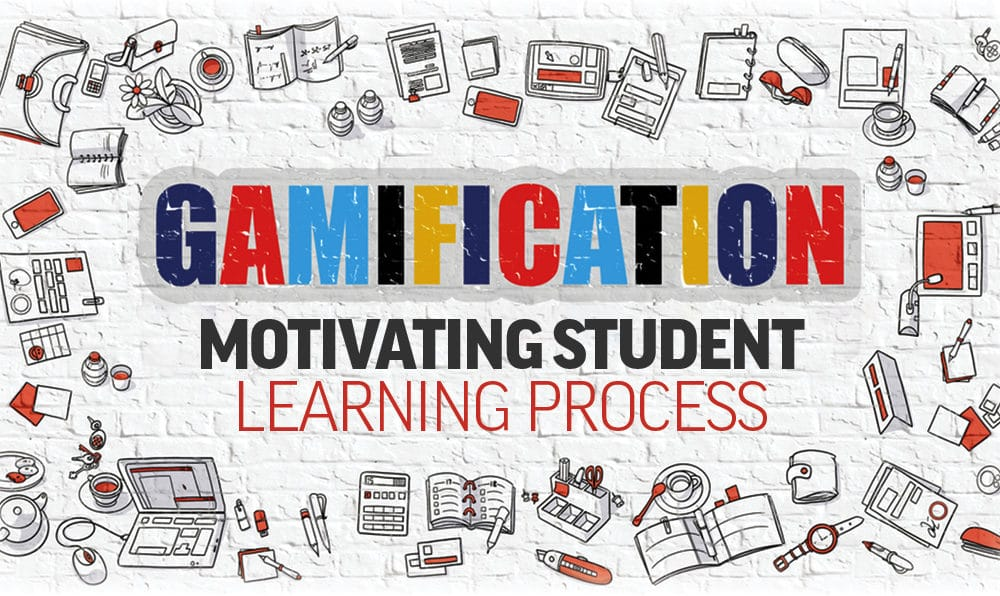 GAMIFICATION
MOTIVATING STUDENT
LEARNING PROCESS